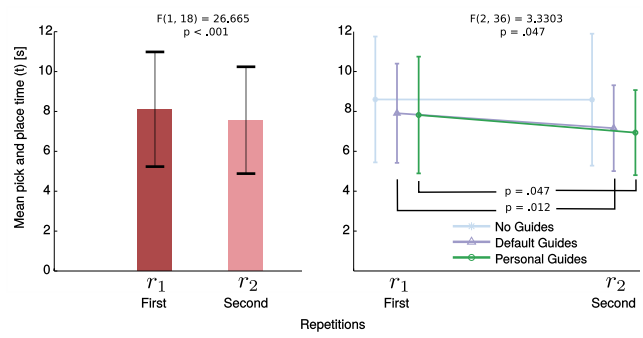 F(1, 18) = 26.665
p < .001
Mean pick and place time (t) [s]
12
10
8
6
4
2
0
r1
First
r2
Second
F(2, 36) = 3.3303
p = .047
12
10
8
6
4
2
0
p = .047
p = .012
No Guides
Default Guides
Personal Guides
r1
First
r2
Second
Repetitions